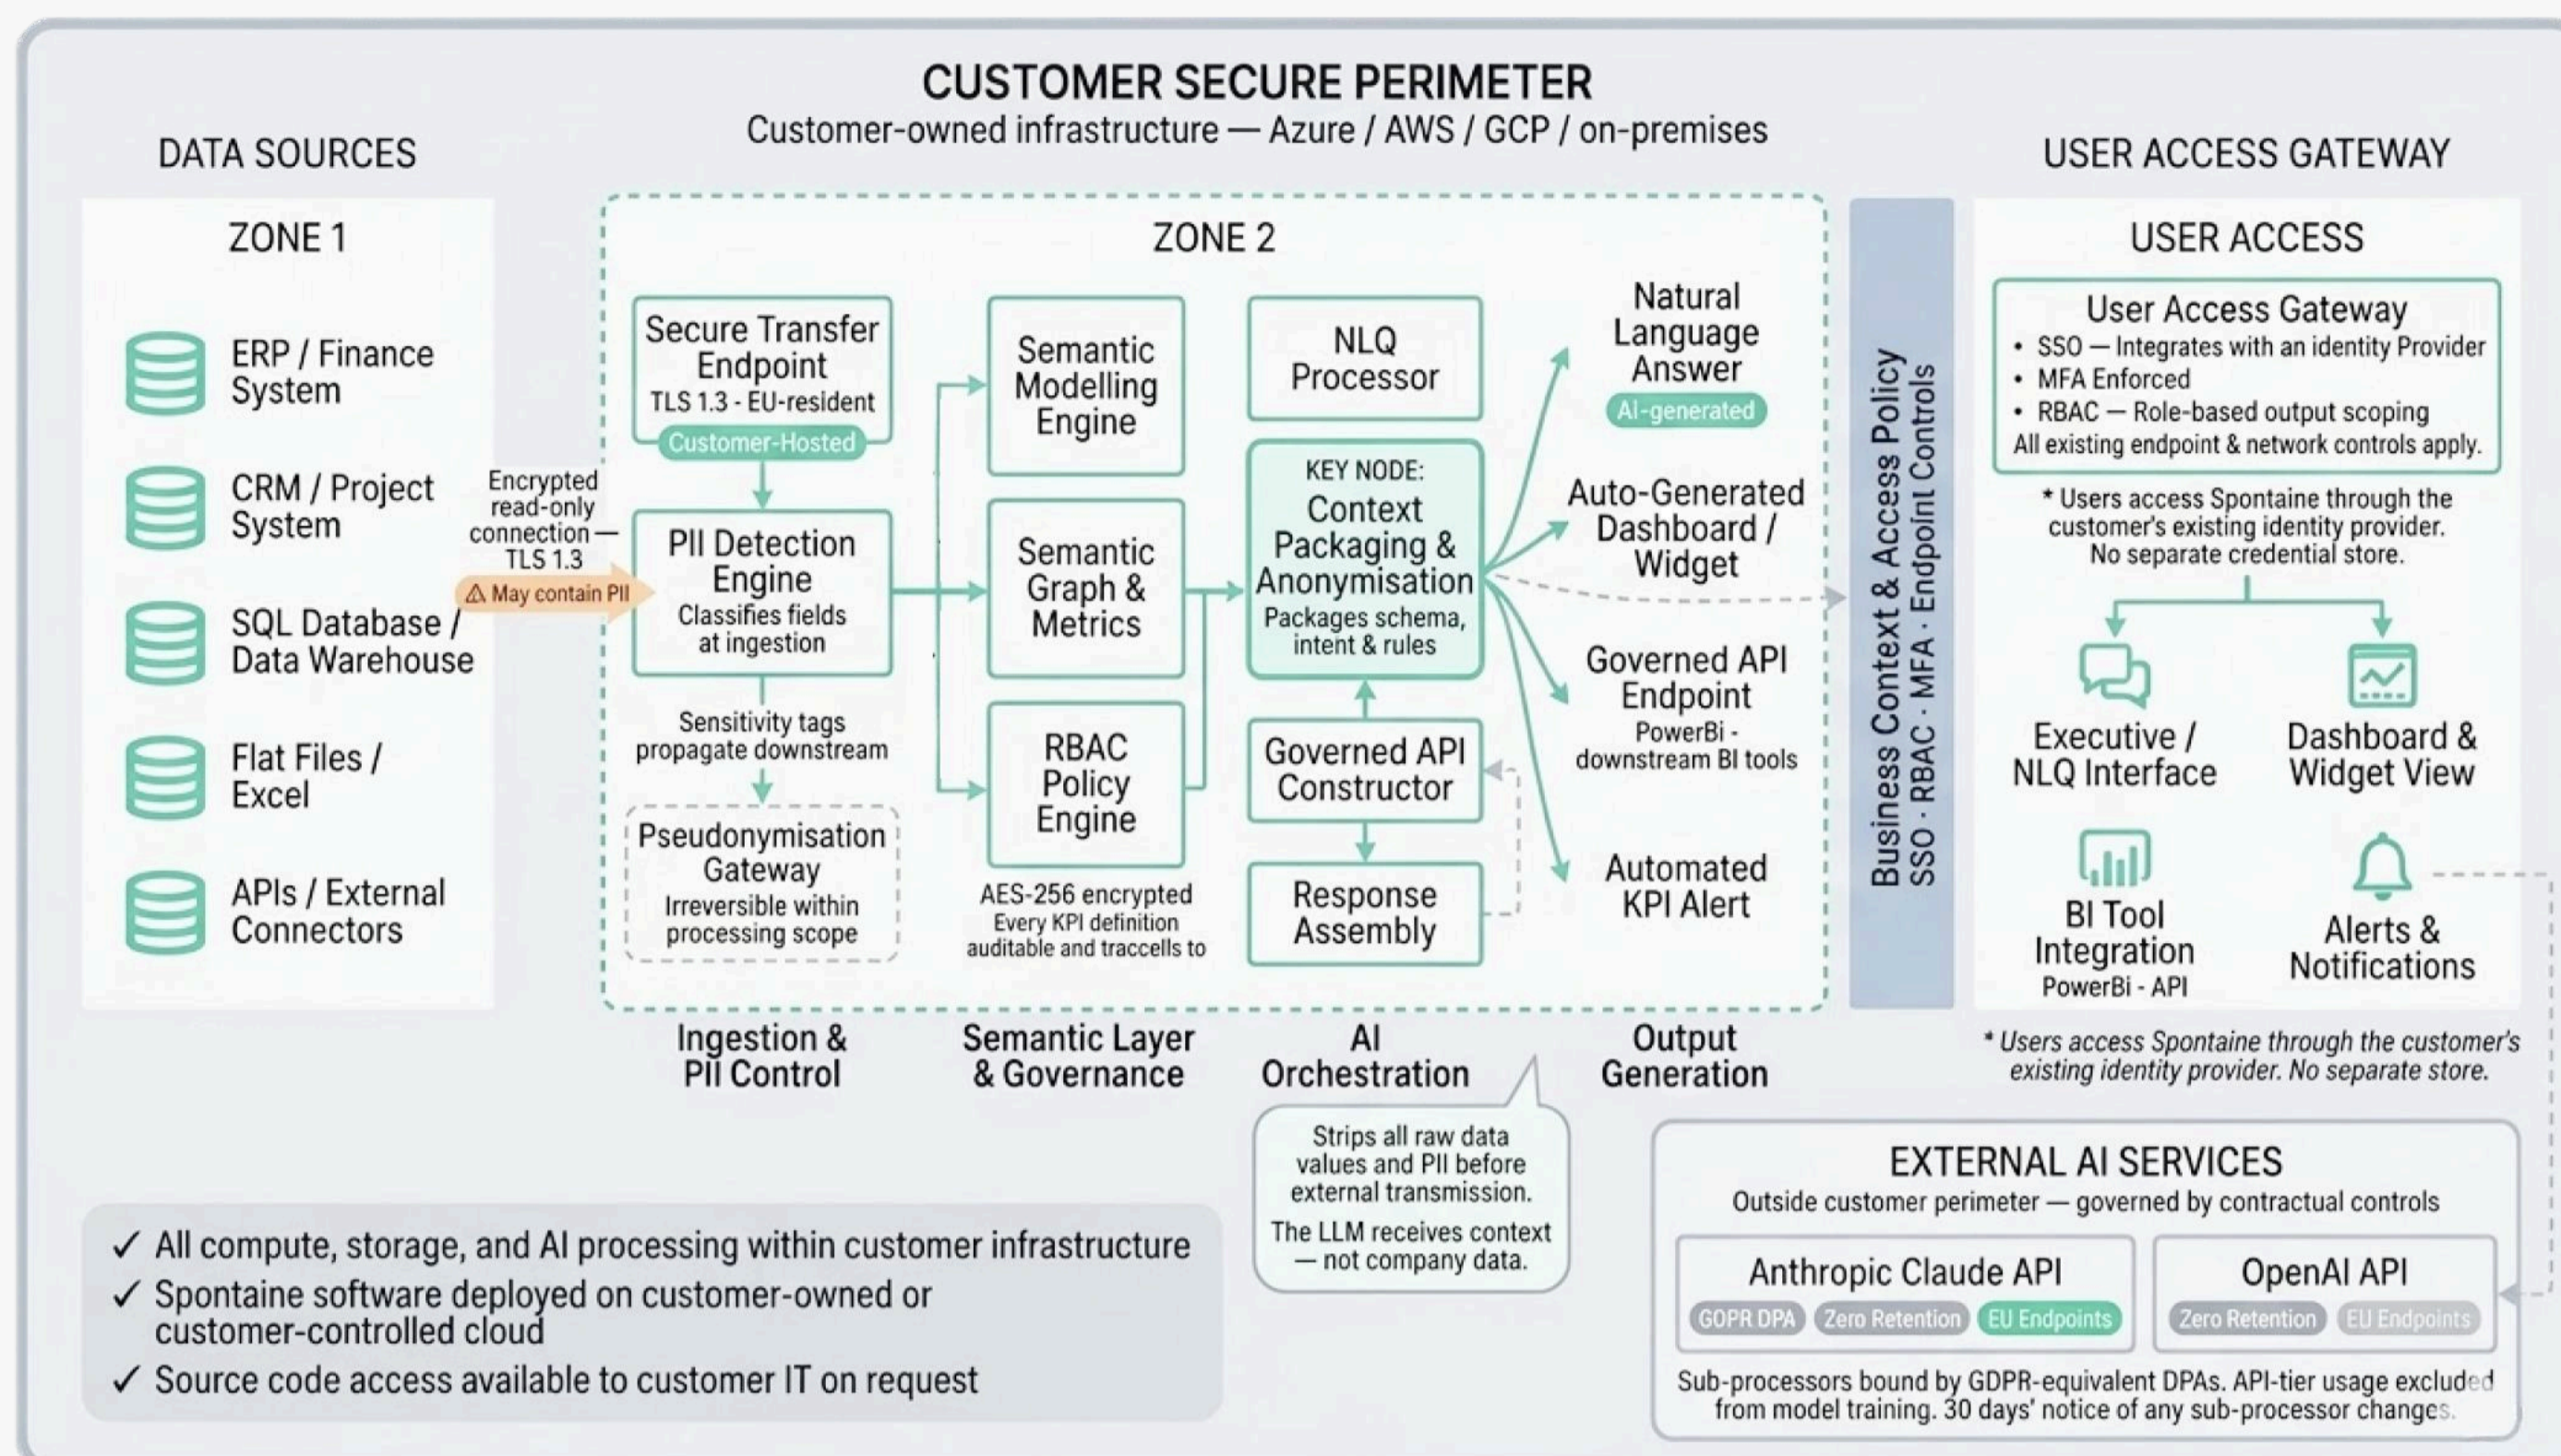 CUSTOMER SECURE PERIMETER
Customer-owned infrastructure — Azure / AWS / GCP / on-premises
DATA SOURCES
ZONE 1
ERP / Finance
System
CRM / Project
System
SQL Database /
Data Warehouse
Flat Files /
Excel
APIs / External
Connectors
Encrypted
read-only
connection —
TLS 1.3
⚠ May contain PII
ZONE 2
Secure Transfer
Endpoint
TLS 1.3 - EU-resident
Customer-Hosted
PII Detection
Engine
Classifies fields
at ingestion
Sensitivity tags
propagate downstream
Pseudonymisation
Gateway
Irreversible within
processing scope
Ingestion &
PII Control
Semantic
Modelling
Engine
Semantic
Graph &
Metrics
RBAC
Policy
Engine
AES-256 encrypted
Every KPI definition
auditable and traccells to
Semantic Layer
& Governance
NLQ
Processor
KEY NODE:
Context
Packaging &
Anonymisation
Packages schema,
intent & rules
Governed API
Constructor
Response
Assembly
AI
Orchestration
Strips all raw data
values and PII before
external transmission.
The LLM receives context
— not company data.
Natural
Language
Answer
Ai-generated
Auto-Generated
Dashboard /
Widget
Governed API
Endpoint
PowerBi -
downstream BI tools
Automated
KPI Alert
Output
Generation
Business Context & Access Policy
SSO · RBAC · MFA · Endpoint Controls
USER ACCESS GATEWAY
USER ACCESS
User Access Gateway
• SSO — Integrates with an identity Provider
• MFA Enforced
• RBAC — Role-based output scoping
All existing endpoint & network controls apply.
* Users access Spontaine through the
customer's existing identity provider.
No separate credential store.
Executive /
NLQ Interface
Dashboard &
Widget View
BI Tool
Integration
PowerBi - API
Alerts &
Notifications
* Users access Spontaine through the customer's
existing identity provider. No separate store.
EXTERNAL AI SERVICES
Outside customer perimeter — governed by contractual controls
Anthropic Claude API
GOPR DPA
Zero Retention
EU Endpoints
OpenAI API
Zero Retention
EU Endpoints
Sub-processors bound by GDPR-equivalent DPAs. API-tier usage excluded
from model training. 30 days' notice of any sub-processor changes.
✓ All compute, storage, and AI processing within customer infrastructure
✓ Spontaine software deployed on customer-owned or
customer-controlled cloud
✓ Source code access available to customer IT on request